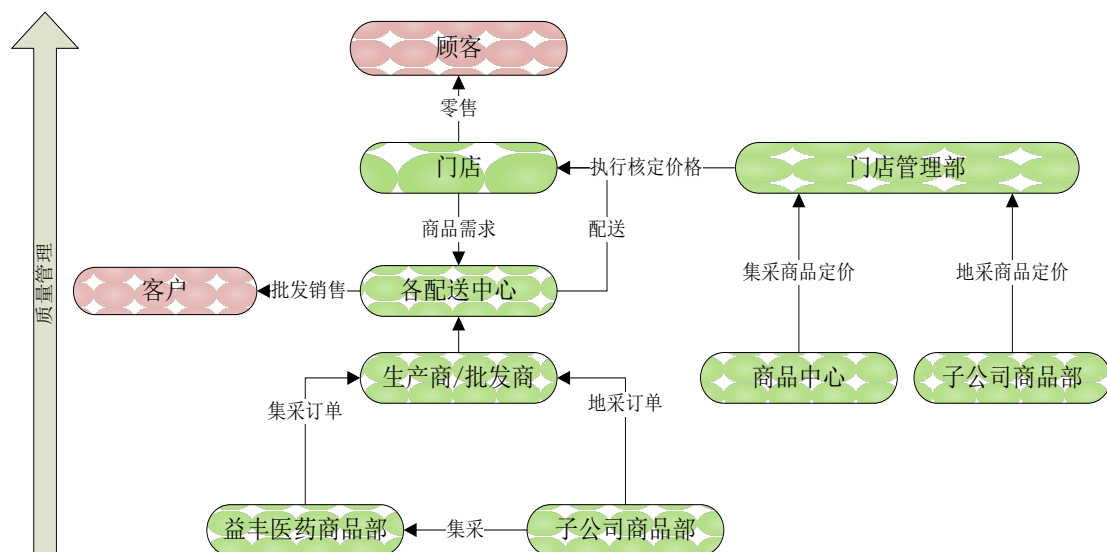 顾客
零售
门店
执行核定价格
门店管理部
商品需求
配送
集采商品定价
地采商品定价
质量管理
客户
批发销售
各配送中心
生产商/批发商
商品中心
子公司商品部
集采订单
地采订单
益丰医药商品部
集采
子公司商品部